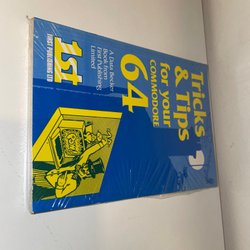 Tricks
& Tips
for your
COMMODORE
64
A Data Becker
Book from
First Publishing
Limited
1st
FIRST PUBLISHING LTD